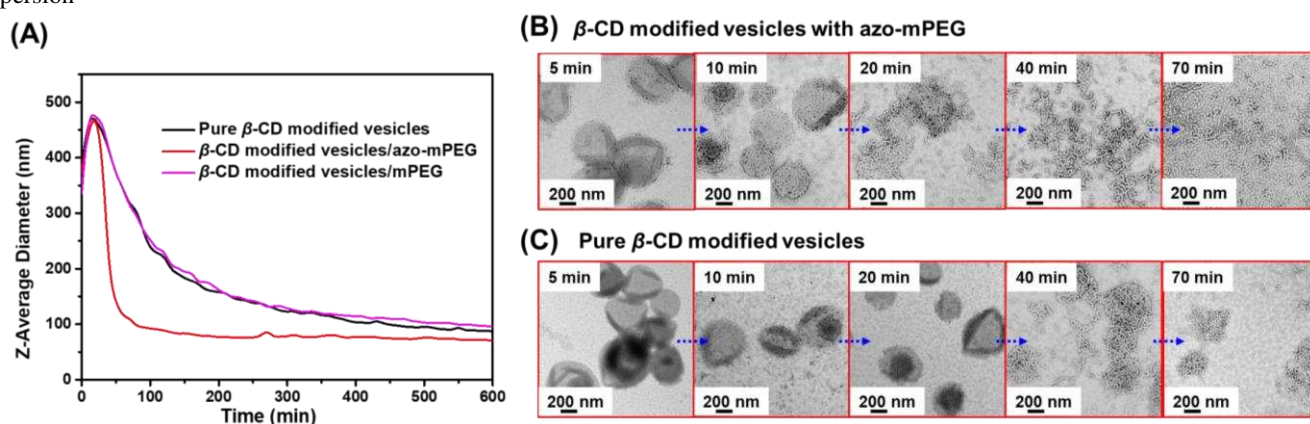 persion
(A)
500
400
300
200
100
0
Z-Average Diameter (nm)
Pure β-CD modified vesicles
β-CD modified vesicles/azo-mPEG
β-CD modified vesicles/mPEG
0 100 200 300 400 500 600
Time (min)
(B) β-CD modified vesicles with azo-mPEG
5 min 10 min 20 min 40 min 70 min
200 nm 200 nm 200 nm 200 nm 200 nm
(C) Pure β-CD modified vesicles
5 min 10 min 20 min 40 min 70 min
200 nm 200 nm 200 nm 200 nm 200 nm